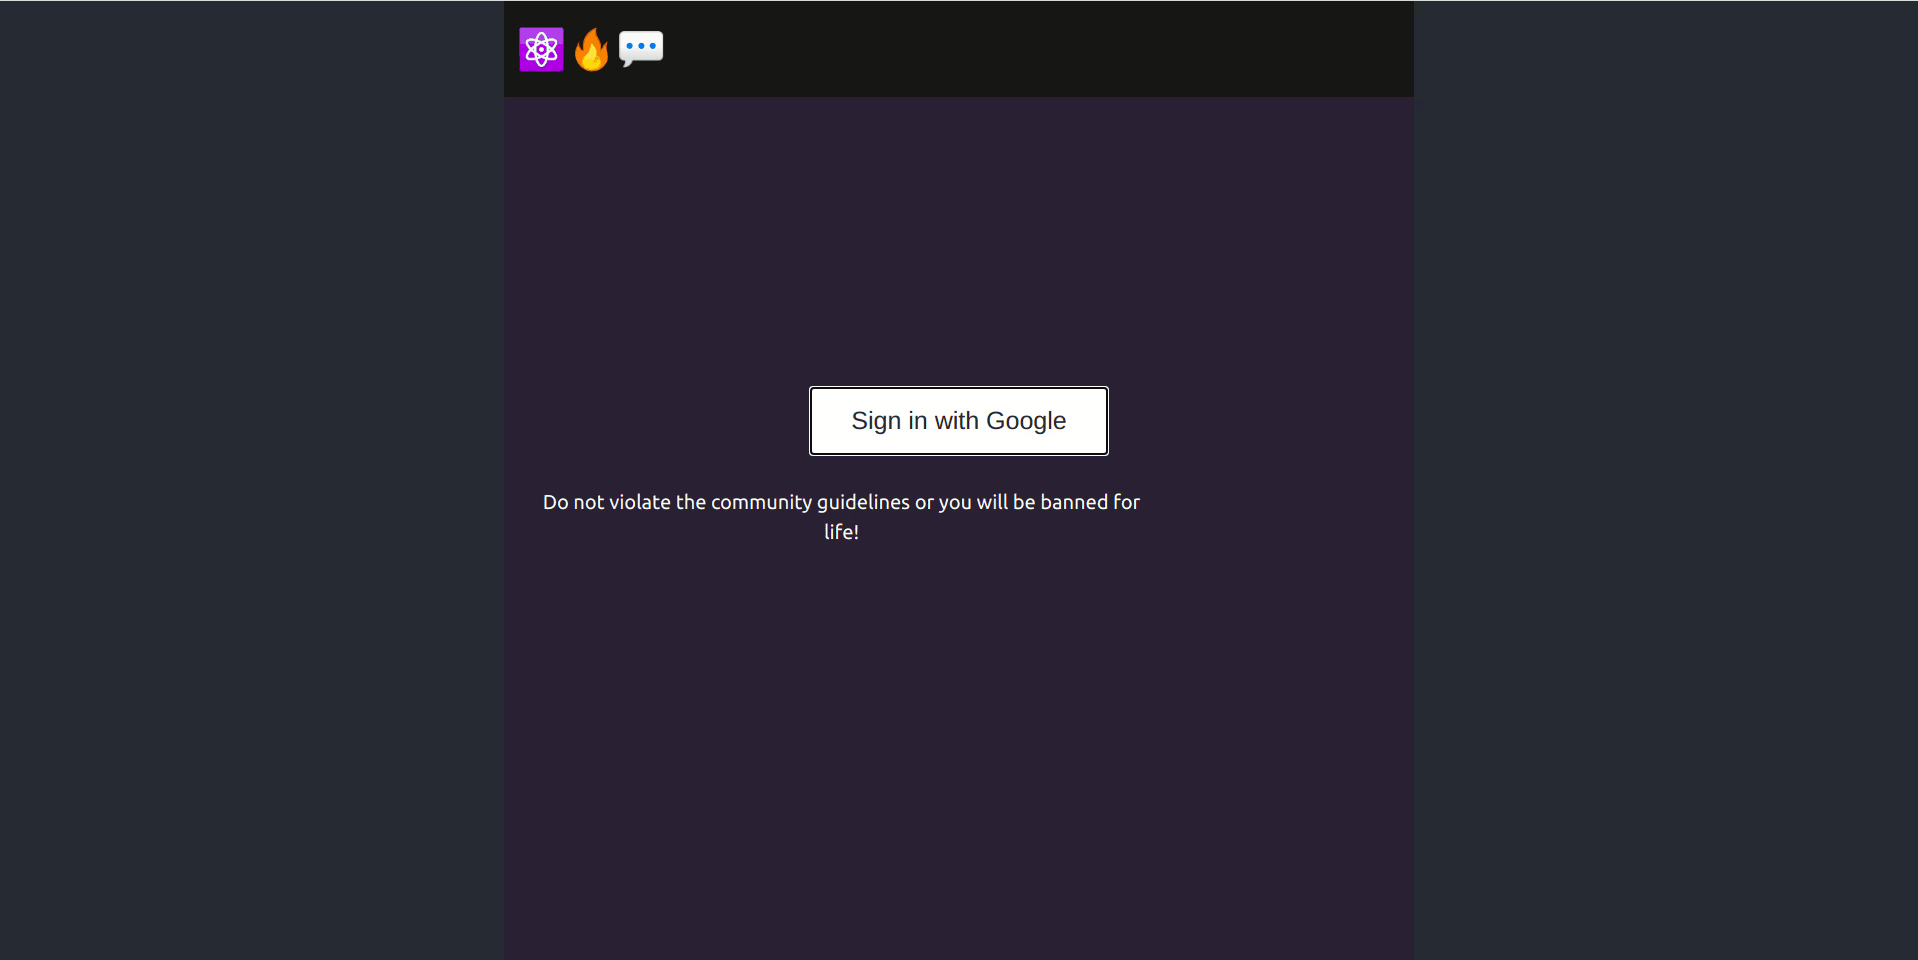 Sign in with Google
Do not violate the community guidelines or you will be banned for
life!